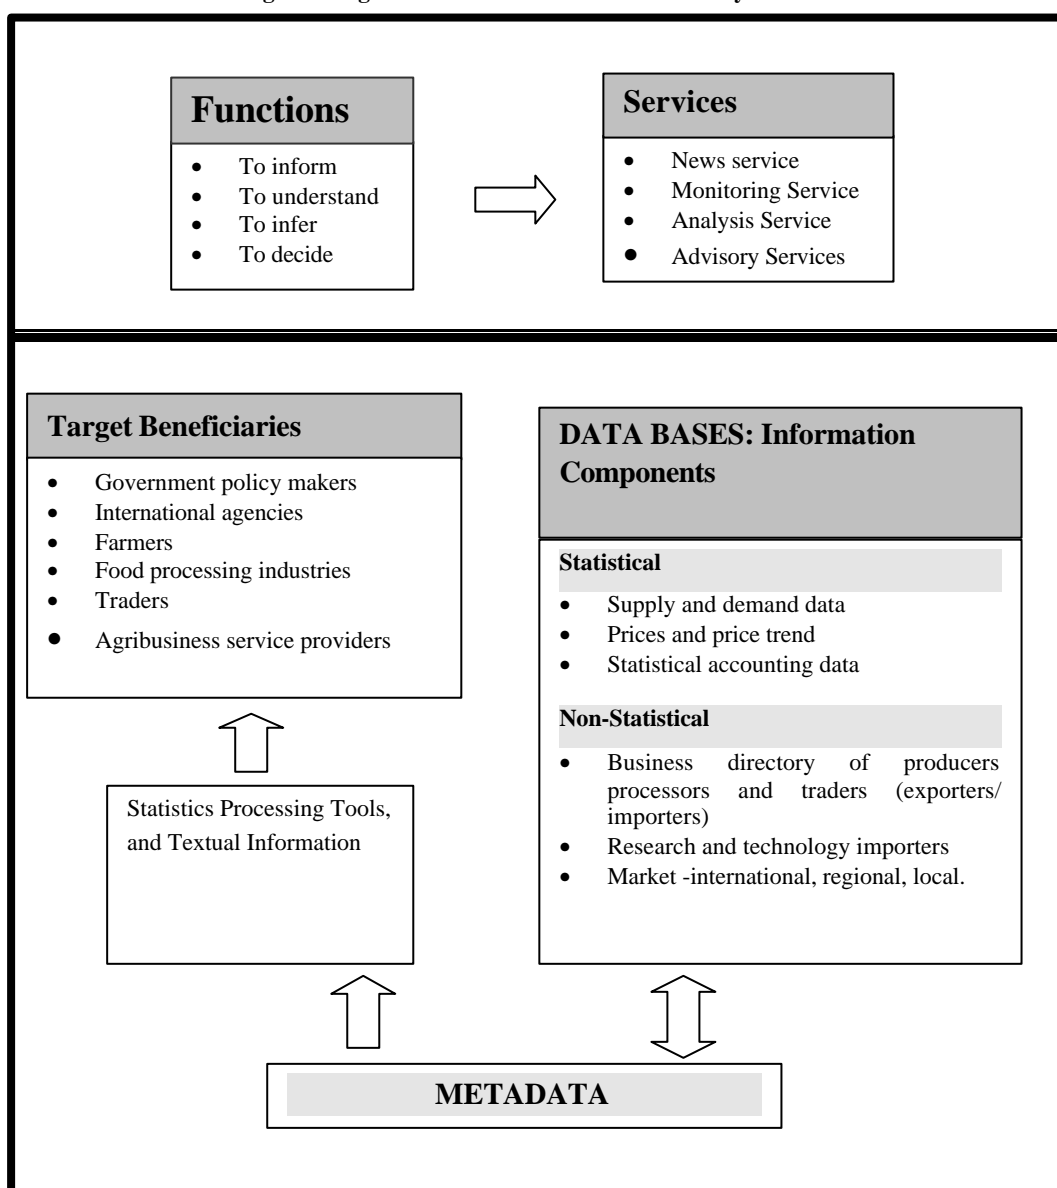 Functions
• To inform
• To understand
• To infer
• To decide
Services
• News service
• Monitoring Service
• Analysis Service
• Advisory Services
Target Beneficiaries
• Government policy makers
• International agencies
• Farmers
• Food processing industries
• Traders
• Agribusiness service providers
DATA BASES: Information
Components
Statistical
• Supply and demand data
• Prices and price trend
• Statistical accounting data
Non-Statistical
• Business directory of producers
processors and traders (exporters/
importers)
• Research and technology importers
• Market -international, regional, local.
Statistics Processing Tools,
and Textual Information
METADATA